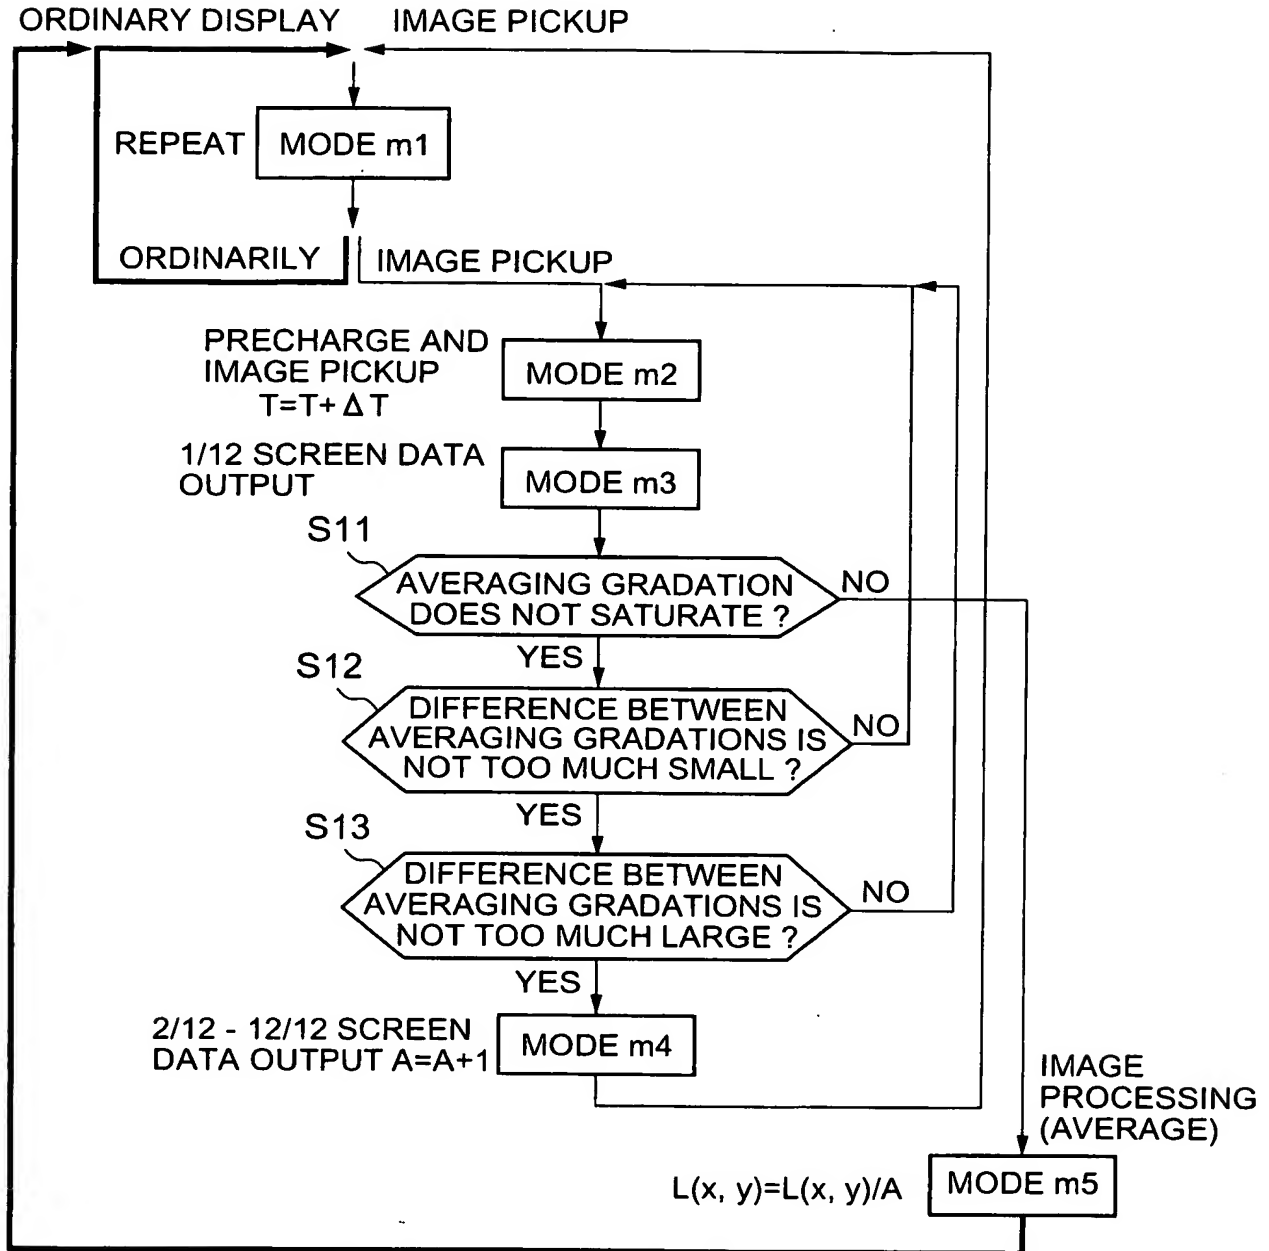 ORDINARY DISPLAY
IMAGE PICKUP
REPEAT
MODE m1
ORDINARILY
IMAGE PICKUP
PRECHARGE AND
IMAGE PICKUP
T=T+ Δ T
MODE m2
1/12 SCREEN DATA
OUTPUT
MODE m3
S11
AVERAGING GRADATION
DOES NOT SATURATE ?
NO
YES
S12
DIFFERENCE BETWEEN
AVERAGING GRADATIONS IS
NOT TOO MUCH SMALL ?
NO
YES
S13
DIFFERENCE BETWEEN
AVERAGING GRADATIONS IS
NOT TOO MUCH LARGE ?
NO
YES
2/12 - 12/12 SCREEN
DATA OUTPUT A=A+1
MODE m4
IMAGE
PROCESSING
(AVERAGE)
L(x, y)=L(x, y)/A
MODE m5